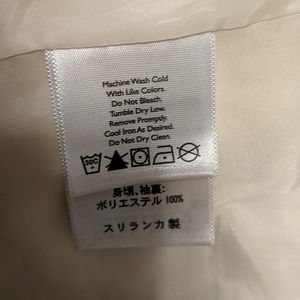 Machine Wash Cold
With Like Colors.
Do Not Bleach.
Tumble Dry Low.
Remove Promptly.
Cool Iron As Desired.
Do Not Dry Clean.
30C
身頃、袖裏:
ポリエステル 100%
スリランカ製